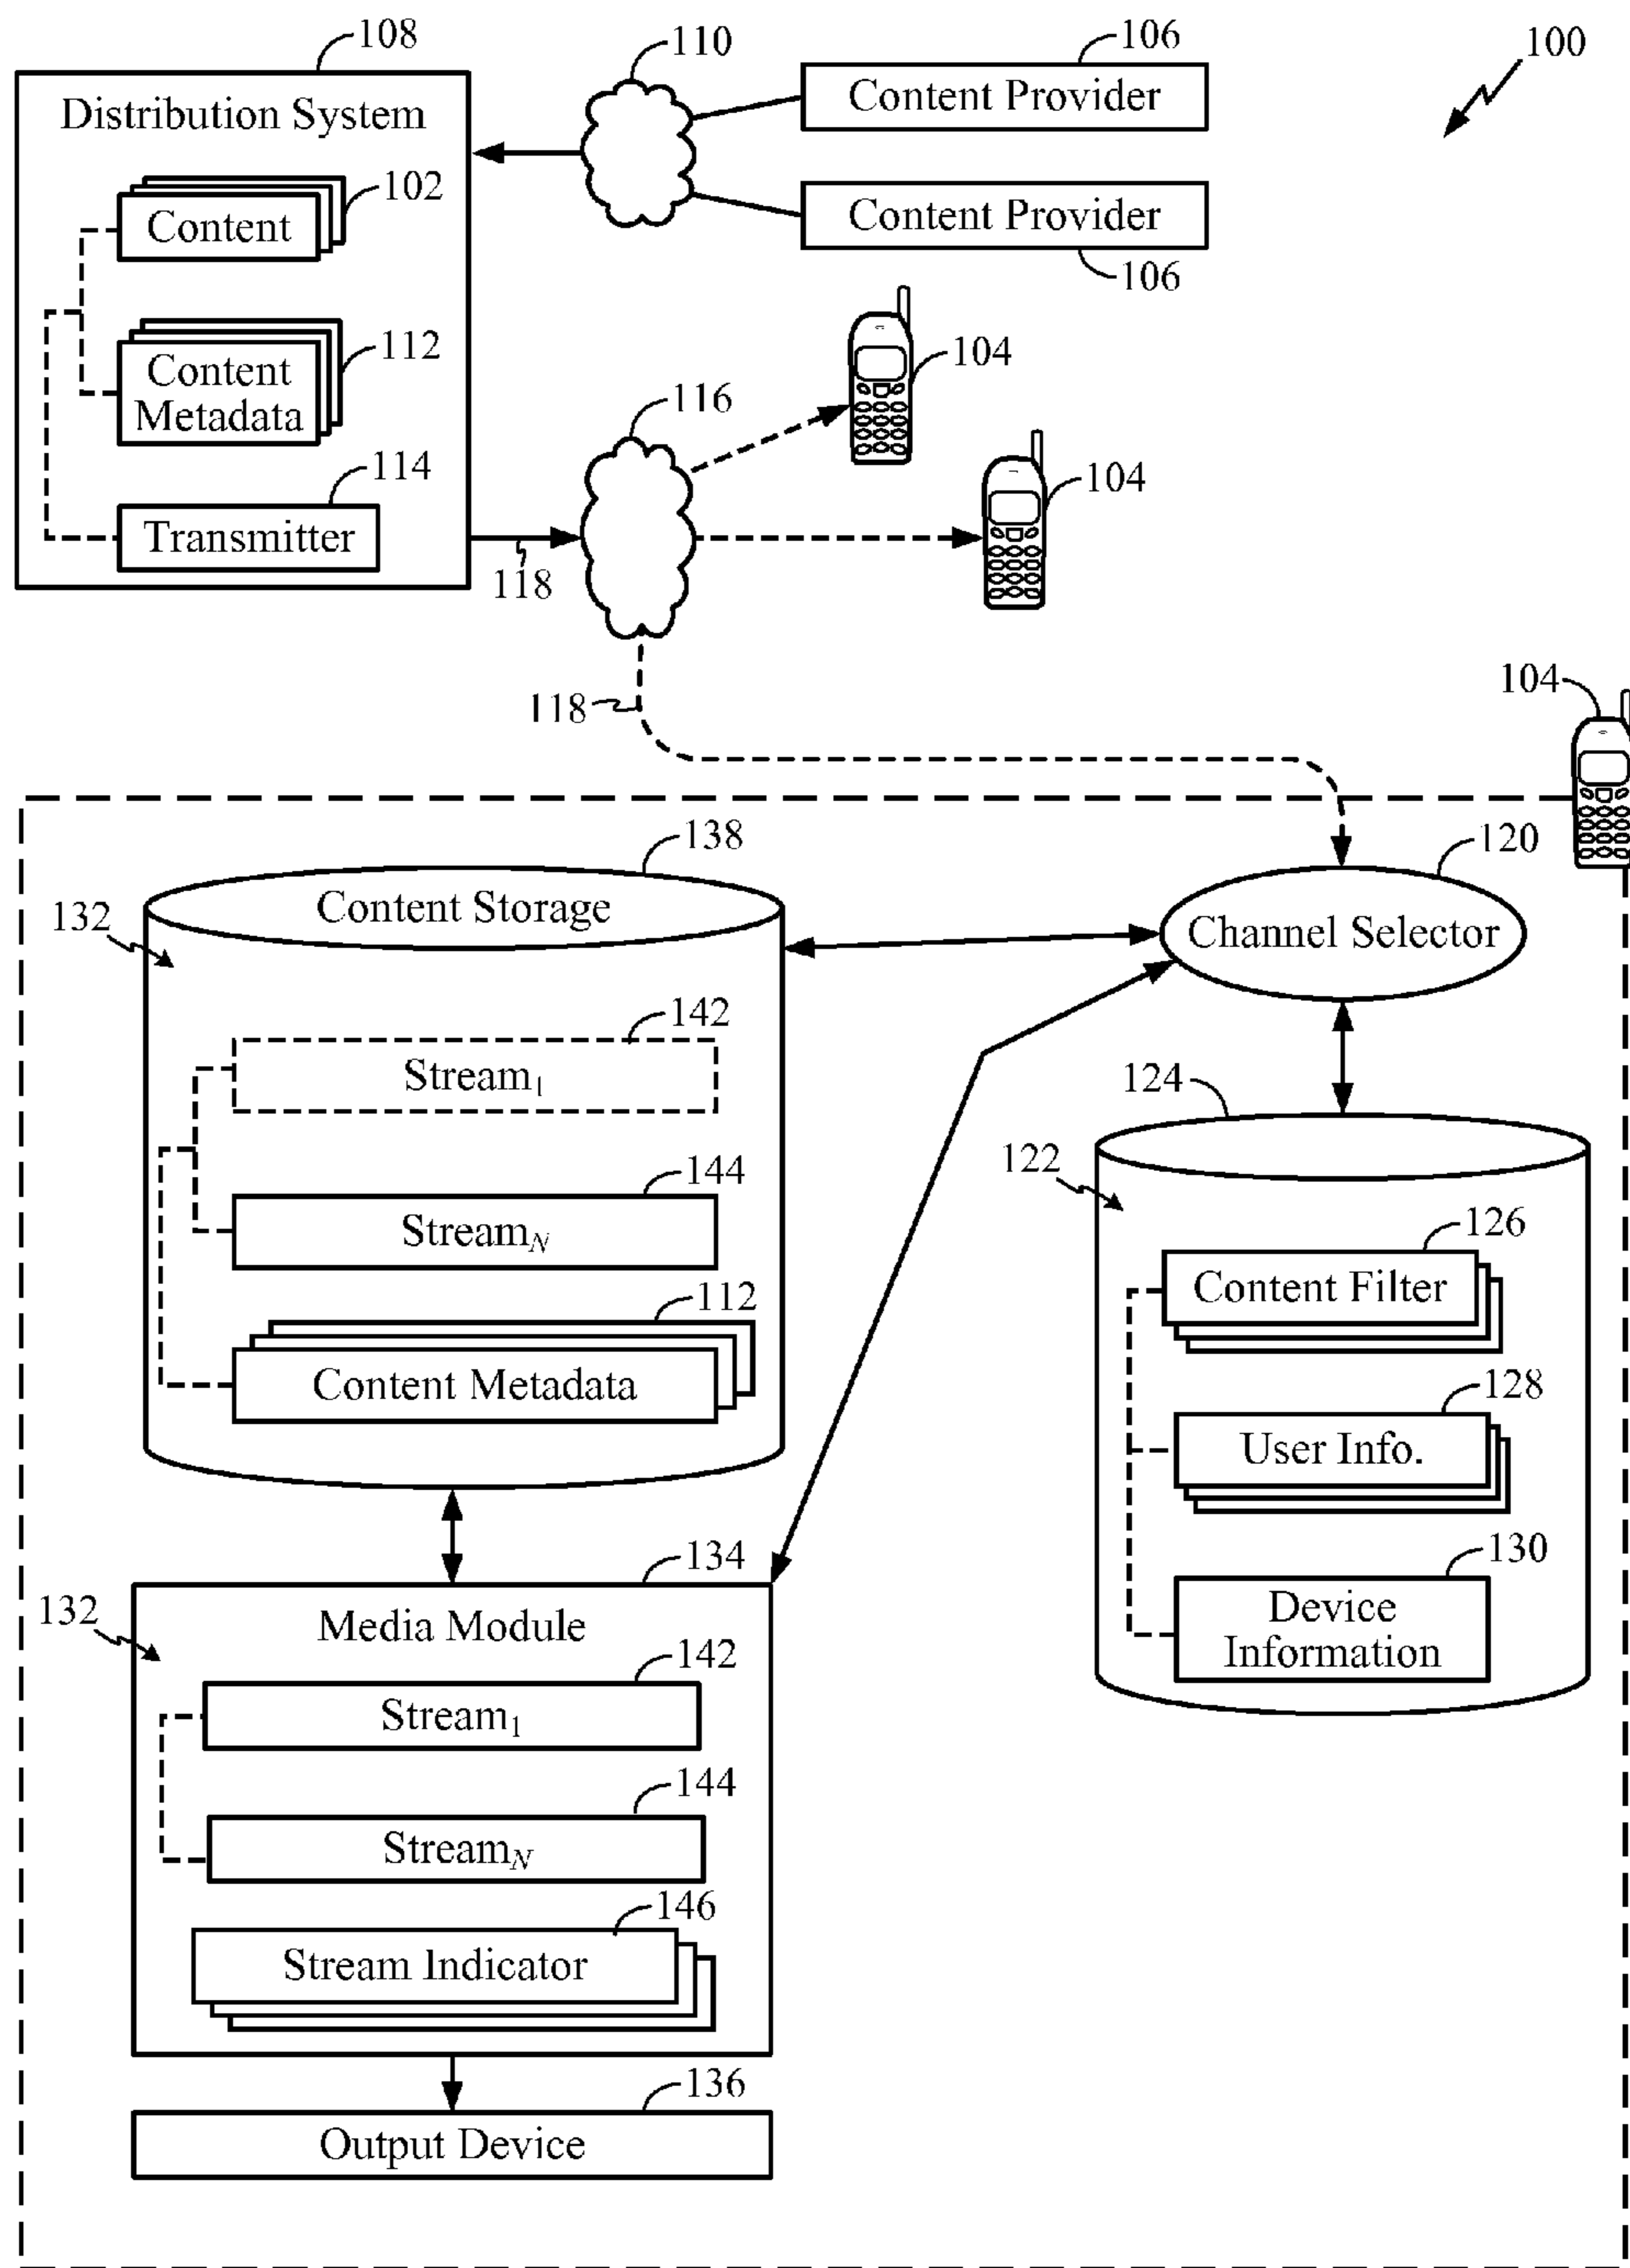 108
110
106
100
Distribution System
Content Provider
102
Content
Content Provider
106
112
Content
Metadata
104
116
104
114
Transmitter
118
118
104
138
120
132
Content Storage
Channel Selector
142
Stream1
124
144
122
StreamN
126
Content Filter
112
Content Metadata
128
User Info.
134
130
132
Media Module
Device
Information
142
Stream1
144
StreamN
146
Stream Indicator
136
Output Device